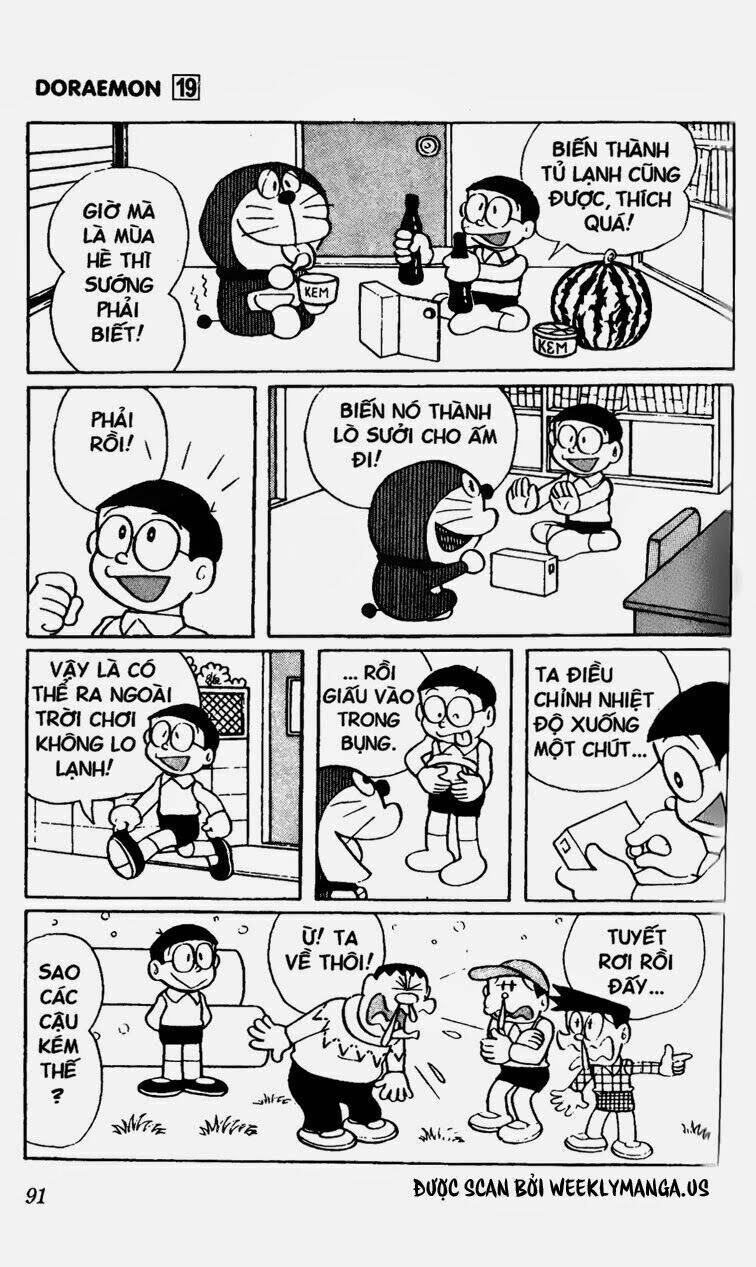 DORAEMON 19
BIẾN THÀNH
TỦ LẠNH CŨNG
ĐƯỢC, THÍCH
QUÁ!
GIỜ MÀ
LÀ MÙA
HÈ THÌ
SƯỚNG
PHẢI
BIẾT!
KEM
KEM
PHẢI
RỒI!
BIẾN NÓ THÀNH
LÒ SƯỞI CHO ẤM
ĐI!
VẬY LÀ CÓ
THỂ RA NGOÀI
TRỜI CHƠI
KHÔNG LO
LẠNH!
... RỒI
GIẤU VÀO
TRONG
BỤNG.
TA ĐIỀU
CHỈNH NHIỆT
ĐỘ XUỐNG
MỘT CHÚT...
SAO
CÁC
CẬU
KÉM
THẾ
?
Ừ! TA
VỀ THÔI!
TUYẾT
RƠI RỒI
ĐẤY...
91
ĐƯỢC SCAN BỞI WEEKLYMANGA.US